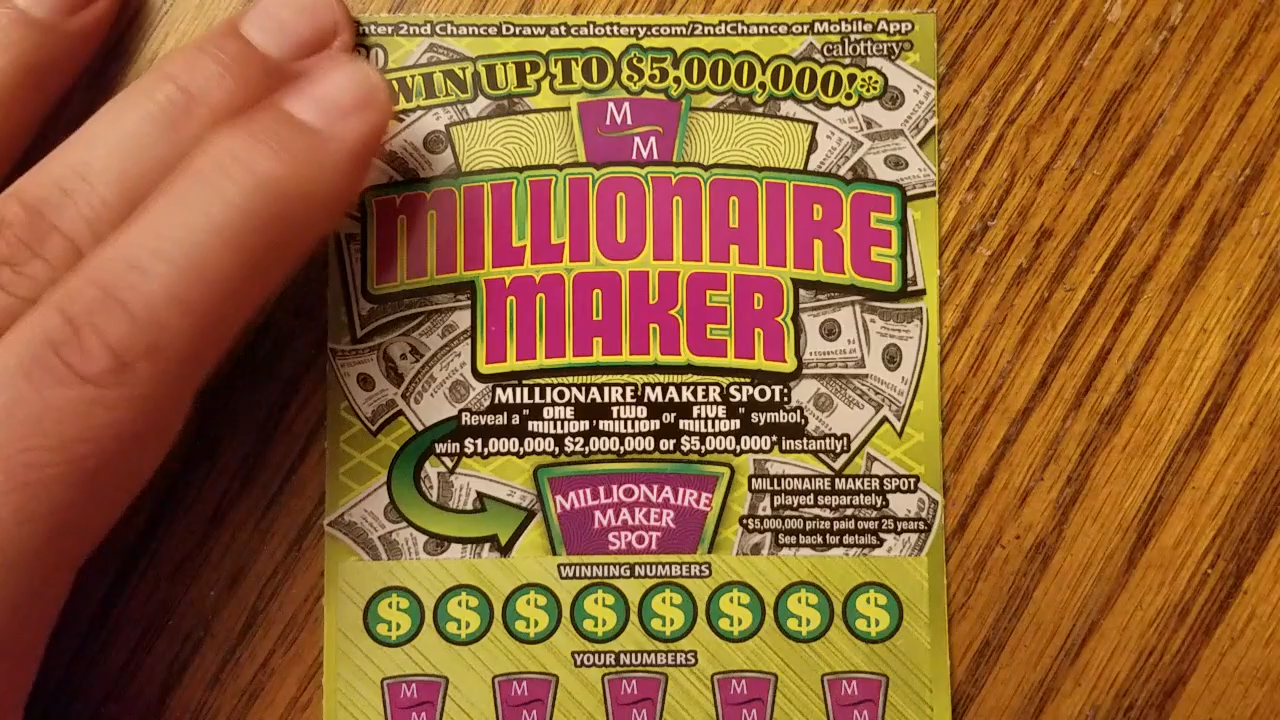 nter 2nd Chance Draw at calottery.com/2ndChance or Mobile App
0
calottery®
WIN UP TO $5,000,000!*
M
M
MILLIONAIRE
MAKER
MILLIONAIRE MAKER SPOT:
Reveal a "ONE MILLION, TWO MILLION or FIVE MILLION" symbol,
win $1,000,000, $2,000,000 or $5,000,000* instantly!
MILLIONAIRE
MAKER
SPOT
MILLIONAIRE MAKER SPOT
played separately.
*$5,000,000 prize paid over 25 years.
See back for details.
WINNING NUMBERS
$ $ $ $ $ $ $ $
YOUR NUMBERS
M M M M M
M M M M M